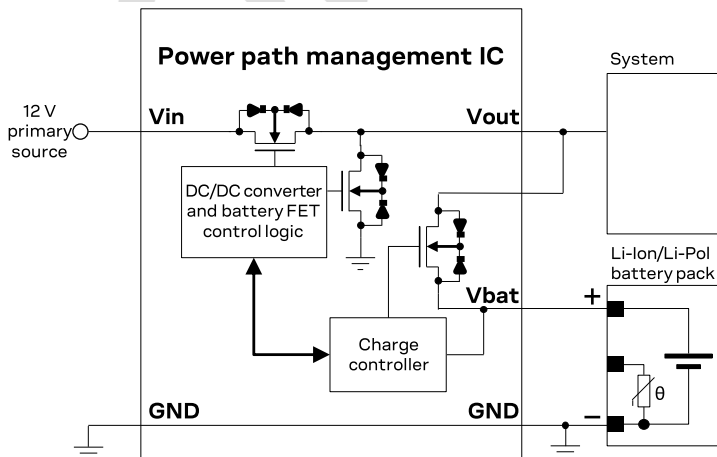 Power path management IC
System
12 V
primary
source
Vin
Vout
DC/DC converter
and battery FET
control logic
Li-Ion/Li-Pol
battery pack
Vbat
+
Charge
controller
θ
GND
GND
−